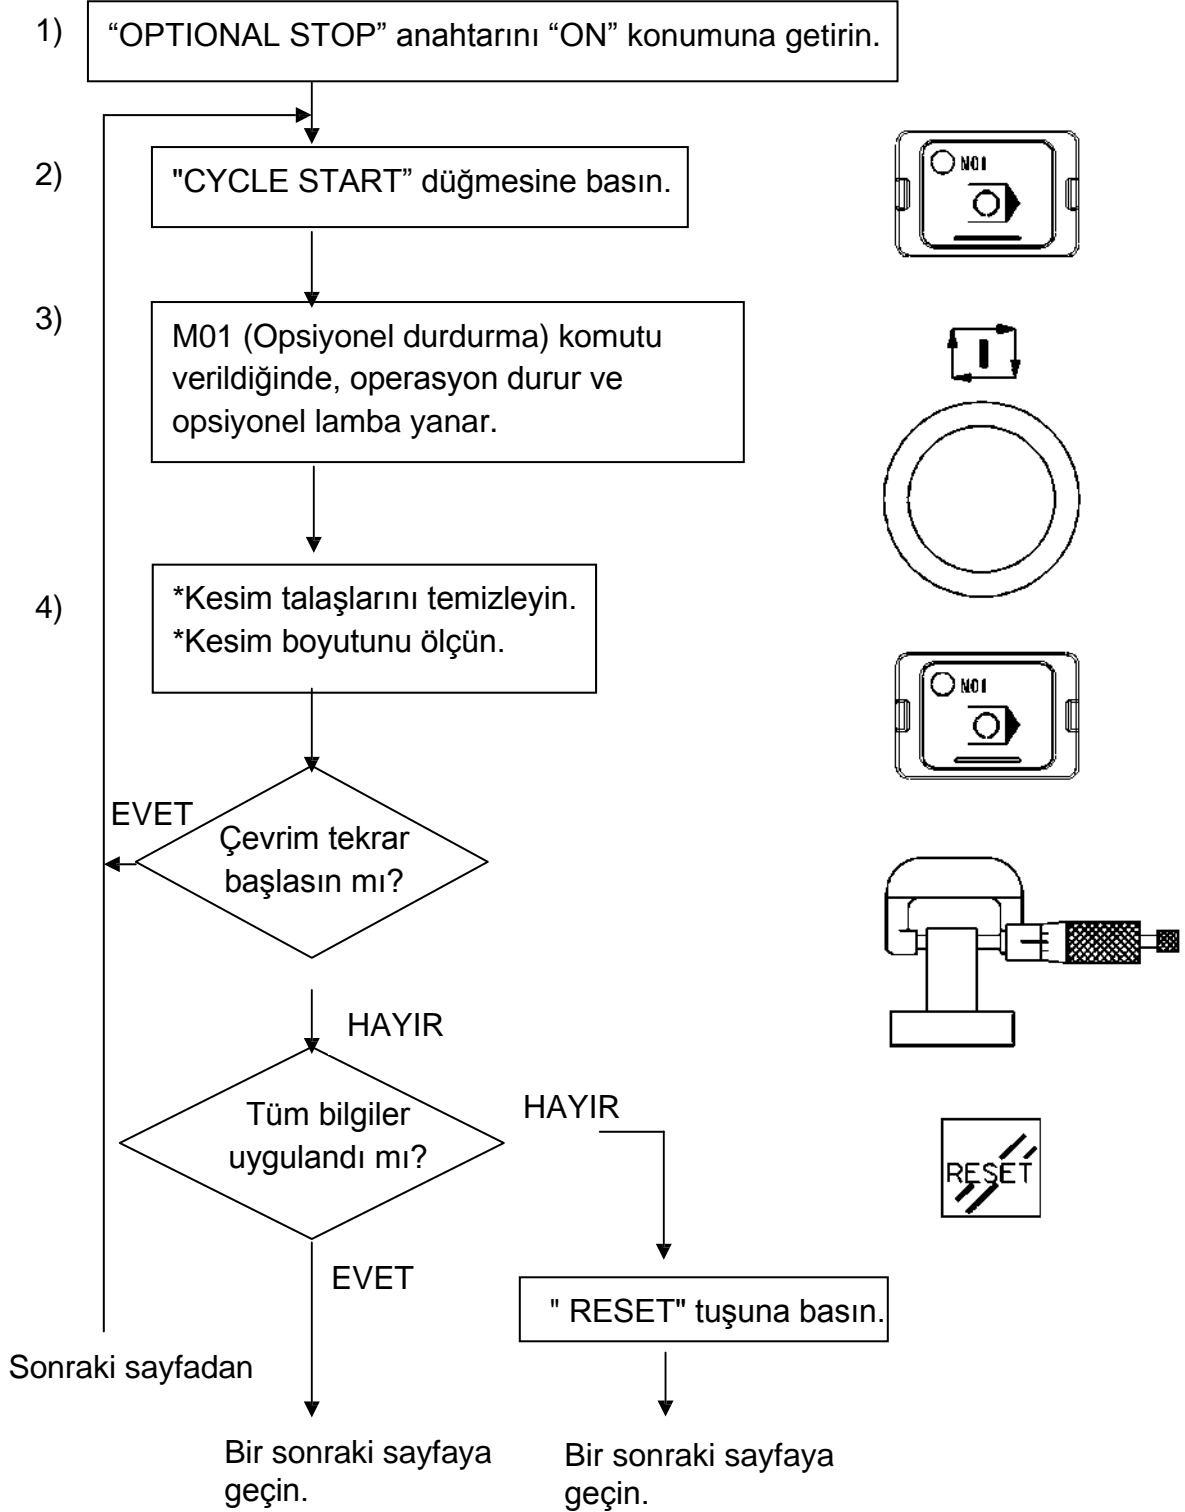 1) “OPTIONAL STOP” anahtarını “ON” konumuna getirin.
2) "CYCLE START” düğmesine basın.
M01
3) M01 (Opsiyonel durdurma) komutu
verildiğinde, operasyon durur ve
opsiyonel lamba yanar.
4) *Kesim talaşlarını temizleyin.
*Kesim boyutunu ölçün.
M01
EVET
Çevrim tekrar
başlasın mı?
HAYIR
Tüm bilgiler
uygulandı mı?
HAYIR
RESET
EVET
" RESET" tuşuna basın.
Sonraki sayfadan
Bir sonraki sayfaya
geçin.
Bir sonraki sayfaya
geçin.